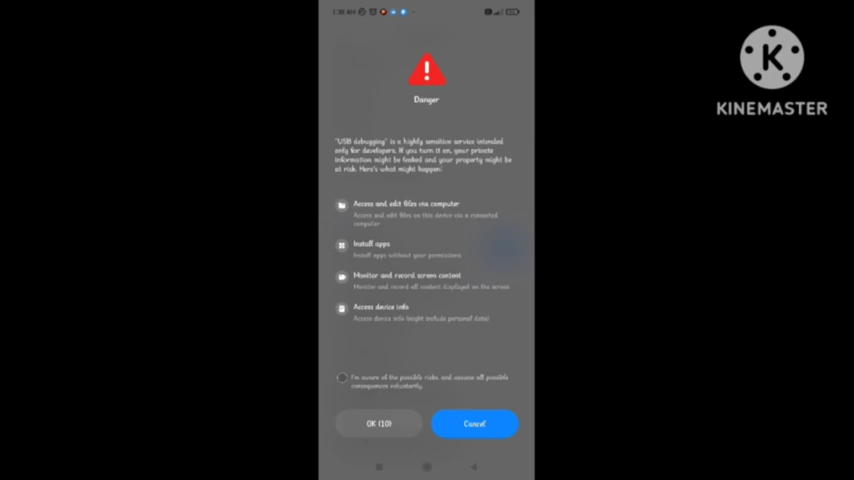 1:38 AM
KINEMASTER
Danger
"USB debugging" is a highly sensitive service intended
only for developers. If you turn it on, your private
information might be leaked and your property might be
at risk. Here's what might happen:
Access and edit files via computer
Access and edit files on this device via a connected
computer
Install apps
Install apps without your permissions
Monitor and record screen content
Monitor and record all content displayed on the screen
Access device info
Access device info (might include personal data)
I'm aware of the possible risks, and assume all possible
consequences voluntarily.
OK (10)
Cancel